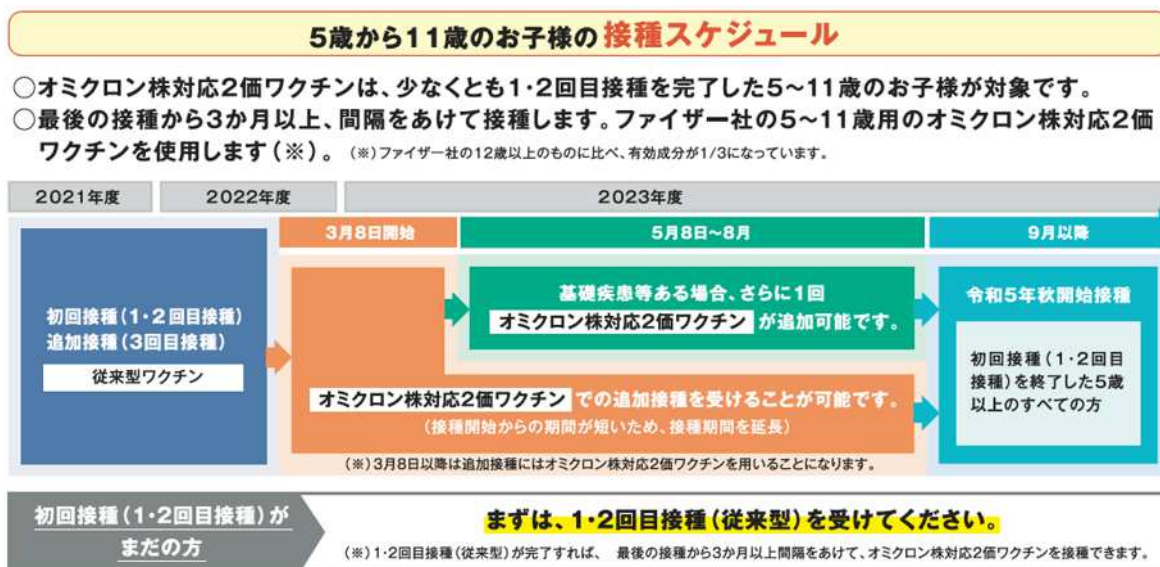 5歳から11歳のお子様の接種スケジュール
○オミクロン株対応2価ワクチンは、少なくとも1・2回目接種を完了した5～11歳のお子様が対象です。
○最後の接種から3か月以上、間隔をあけて接種します。ファイザー社の5～11歳用のオミクロン株対応2価
ワクチンを使用します（※）。（※）ファイザー社の12歳以上のものに比べ、有効成分が1/3になっています。
2021年度 2022年度 2023年度
3月8日開始 5月8日～8月 9月以降
初回接種（1・2回目接種）
追加接種（3回目接種）
従来型ワクチン
基礎疾患等ある場合、さらに1回
オミクロン株対応2価ワクチン が追加可能です。
オミクロン株対応2価ワクチン での追加接種を受けることが可能です。
（接種開始からの期間が短いため、接種期間を延長）
（※）3月8日以降は追加接種にはオミクロン株対応2価ワクチンを用いることになります。
令和5年秋開始接種
初回接種（1・2回目
接種）を終了した5歳
以上のすべての方
初回接種（1・2回目接種）が
まだの方
まずは、1・2回目接種（従来型）を受けてください。
（※）1・2回目接種（従来型）が完了すれば、 最後の接種から3か月以上間隔をあけて、オミクロン株対応2価ワクチンを接種できます。